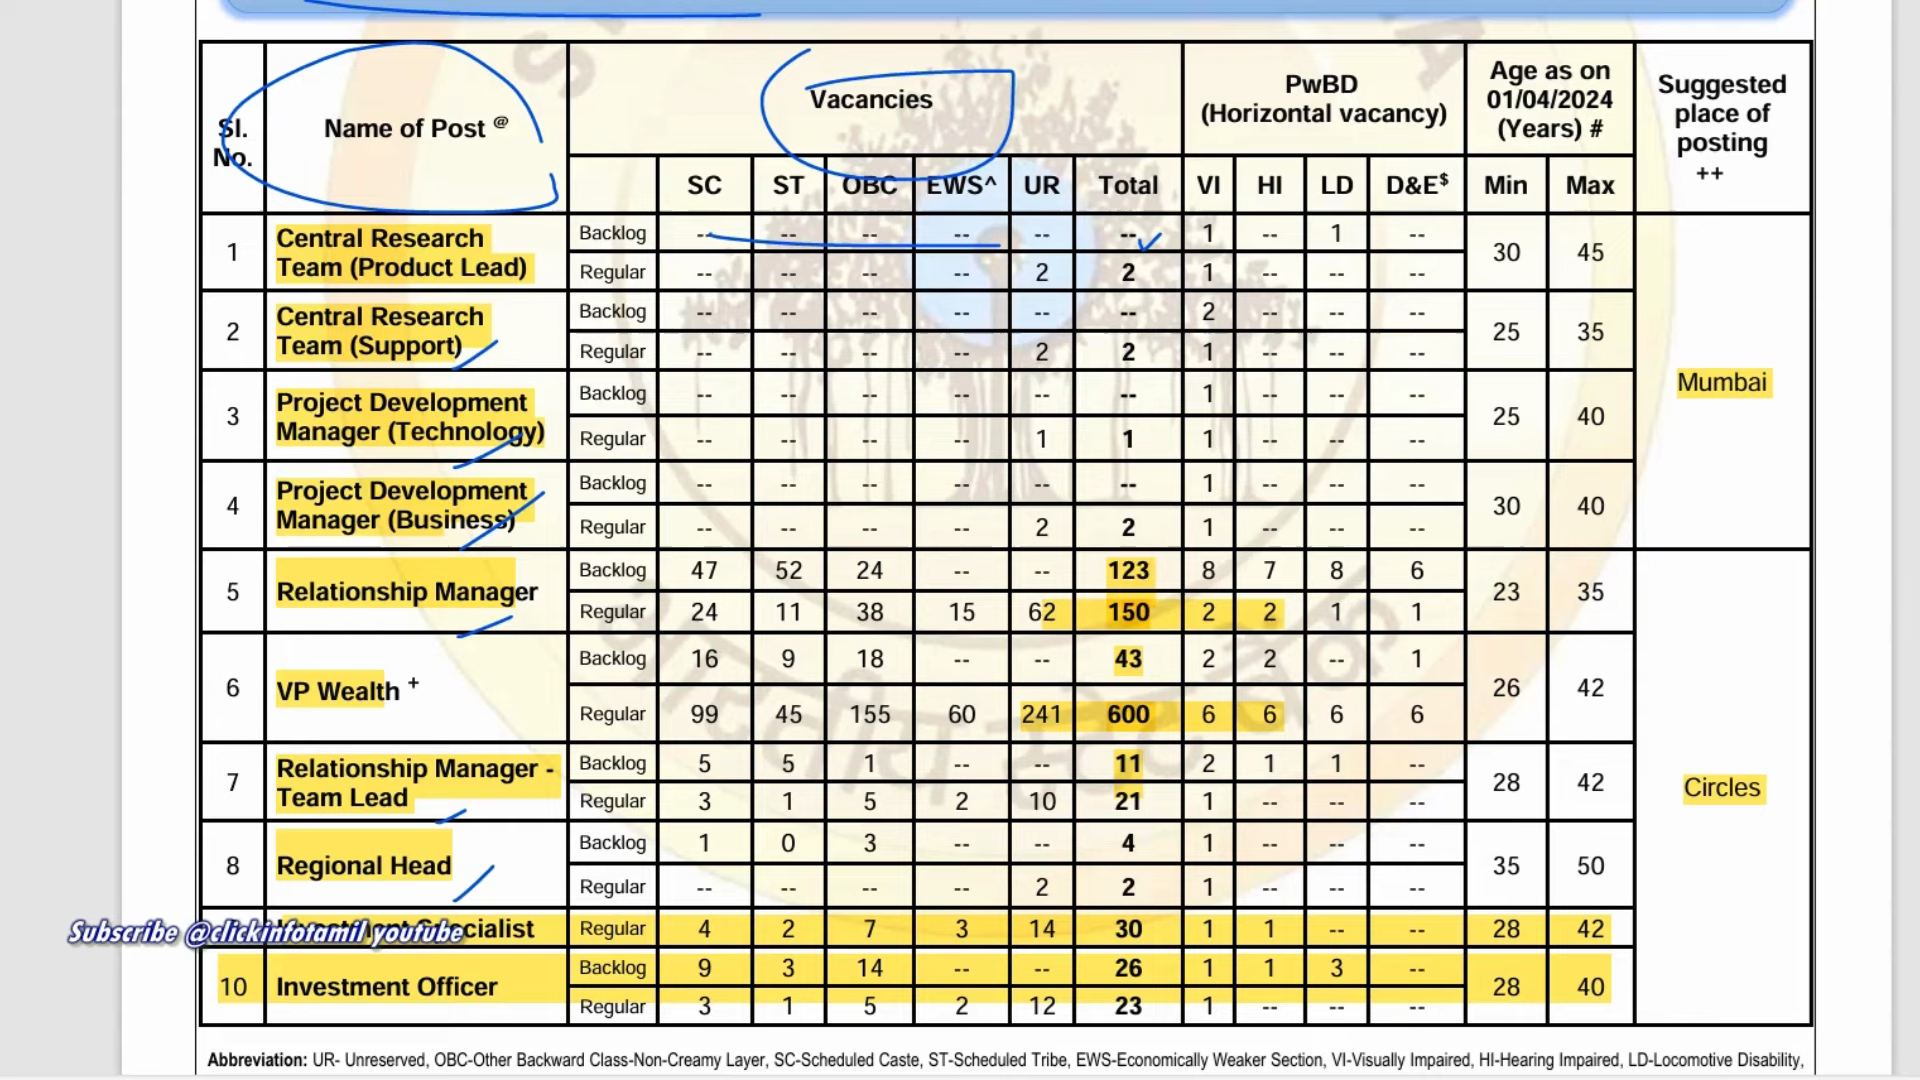 Sl. No.
Name of Post @
Vacancies
PwBD (Horizontal vacancy)
Age as on 01/04/2024 (Years) #
Suggested place of posting ++
SC ST OBC EWS^ UR Total VI HI LD D&E$ Min Max
1 Central Research Team (Product Lead) 30 45
Backlog -- -- -- -- -- -- 1 -- 1 --
Regular -- -- -- -- 2 2 1 -- -- --
2 Central Research Team (Support) 25 35
Backlog -- -- -- -- -- -- 2 -- -- --
Regular -- -- -- -- 2 2 1 -- -- --
3 Project Development Manager (Technology) 25 40
Backlog -- -- -- -- -- -- 1 -- -- --
Regular -- -- -- -- 1 1 1 -- -- --
4 Project Development Manager (Business) 30 40
Backlog -- -- -- -- -- -- 1 -- -- --
Regular -- -- -- -- 2 2 1 -- -- --
Mumbai
5 Relationship Manager 23 35
Backlog 47 52 24 -- -- 123 8 7 8 6
Regular 24 11 38 15 62 150 2 2 1 1
6 VP Wealth + 26 42
Backlog 16 9 18 -- -- 43 2 2 -- 1
Regular 99 45 155 60 241 600 6 6 6 6
7 Relationship Manager - Team Lead 28 42
Backlog 5 5 1 -- -- 11 2 1 1 --
Regular 3 1 5 2 10 21 1 -- -- --
8 Regional Head 35 50
Backlog 1 0 3 -- -- 4 1 -- -- --
Regular -- -- -- -- 2 2 1 -- -- --
Regular 4 2 7 3 14 30 1 1 -- -- 28 42
10 Investment Officer 28 40
Backlog 9 3 14 -- -- 26 1 1 3 --
Regular 3 1 5 2 12 23 1 -- -- --
Circles
Subscribe @clickinfotamil youtube
Abbreviation: UR- Unreserved, OBC-Other Backward Class-Non-Creamy Layer, SC-Scheduled Caste, ST-Scheduled Tribe, EWS-Economically Weaker Section, VI-Visually Impaired, HI-Hearing Impaired, LD-Locomotive Disability,
भारतीय स्टेट बैंक